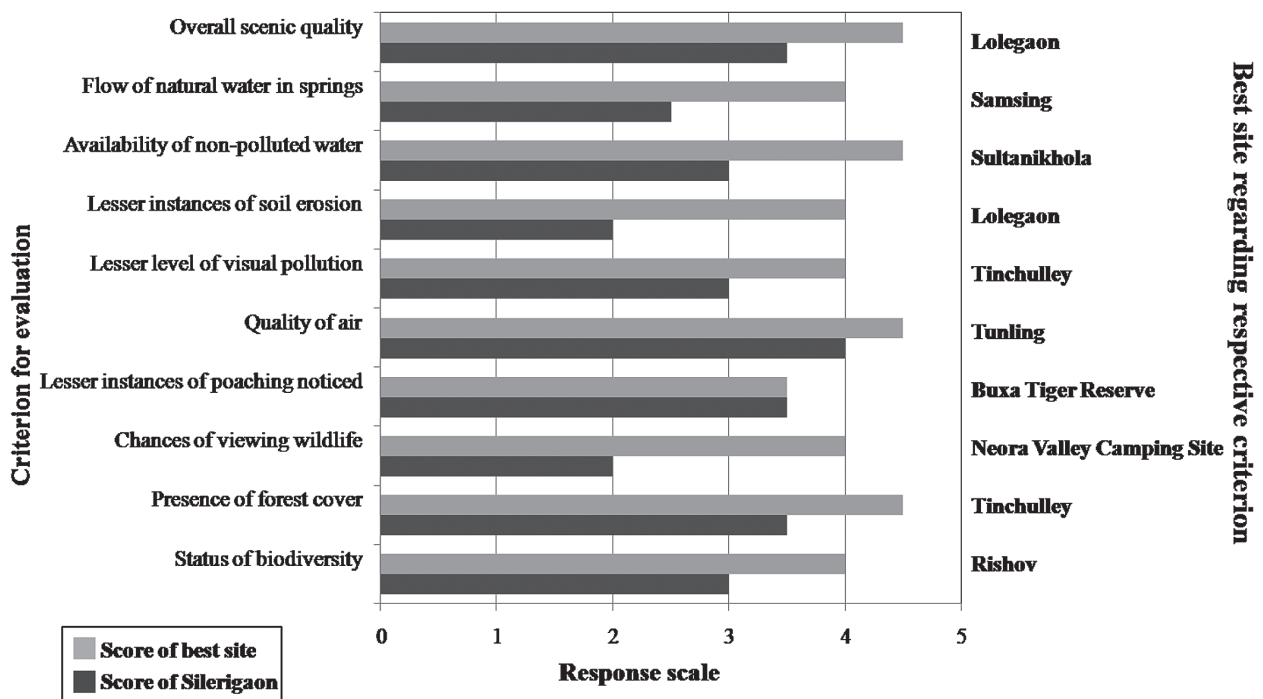 Overall scenic quality
Flow of natural water in springs
Availability of non-polluted water
Lesser instances of soil erosion
Lesser level of visual pollution
Quality of air
Lesser instances of poaching noticed
Chances of viewing wildlife
Presence of forest cover
Status of biodiversity
Criterion for evaluation
Lolegaon
Samsing
Sultanikhola
Lolegaon
Tinchulley
Tunling
Buxa Tiger Reserve
Neora Valley Camping Site
Tinchulley
Rishov
Best site regarding respective criterion
0 1 2 3 4 5
Response scale
Score of best site
Score of Silerigaon